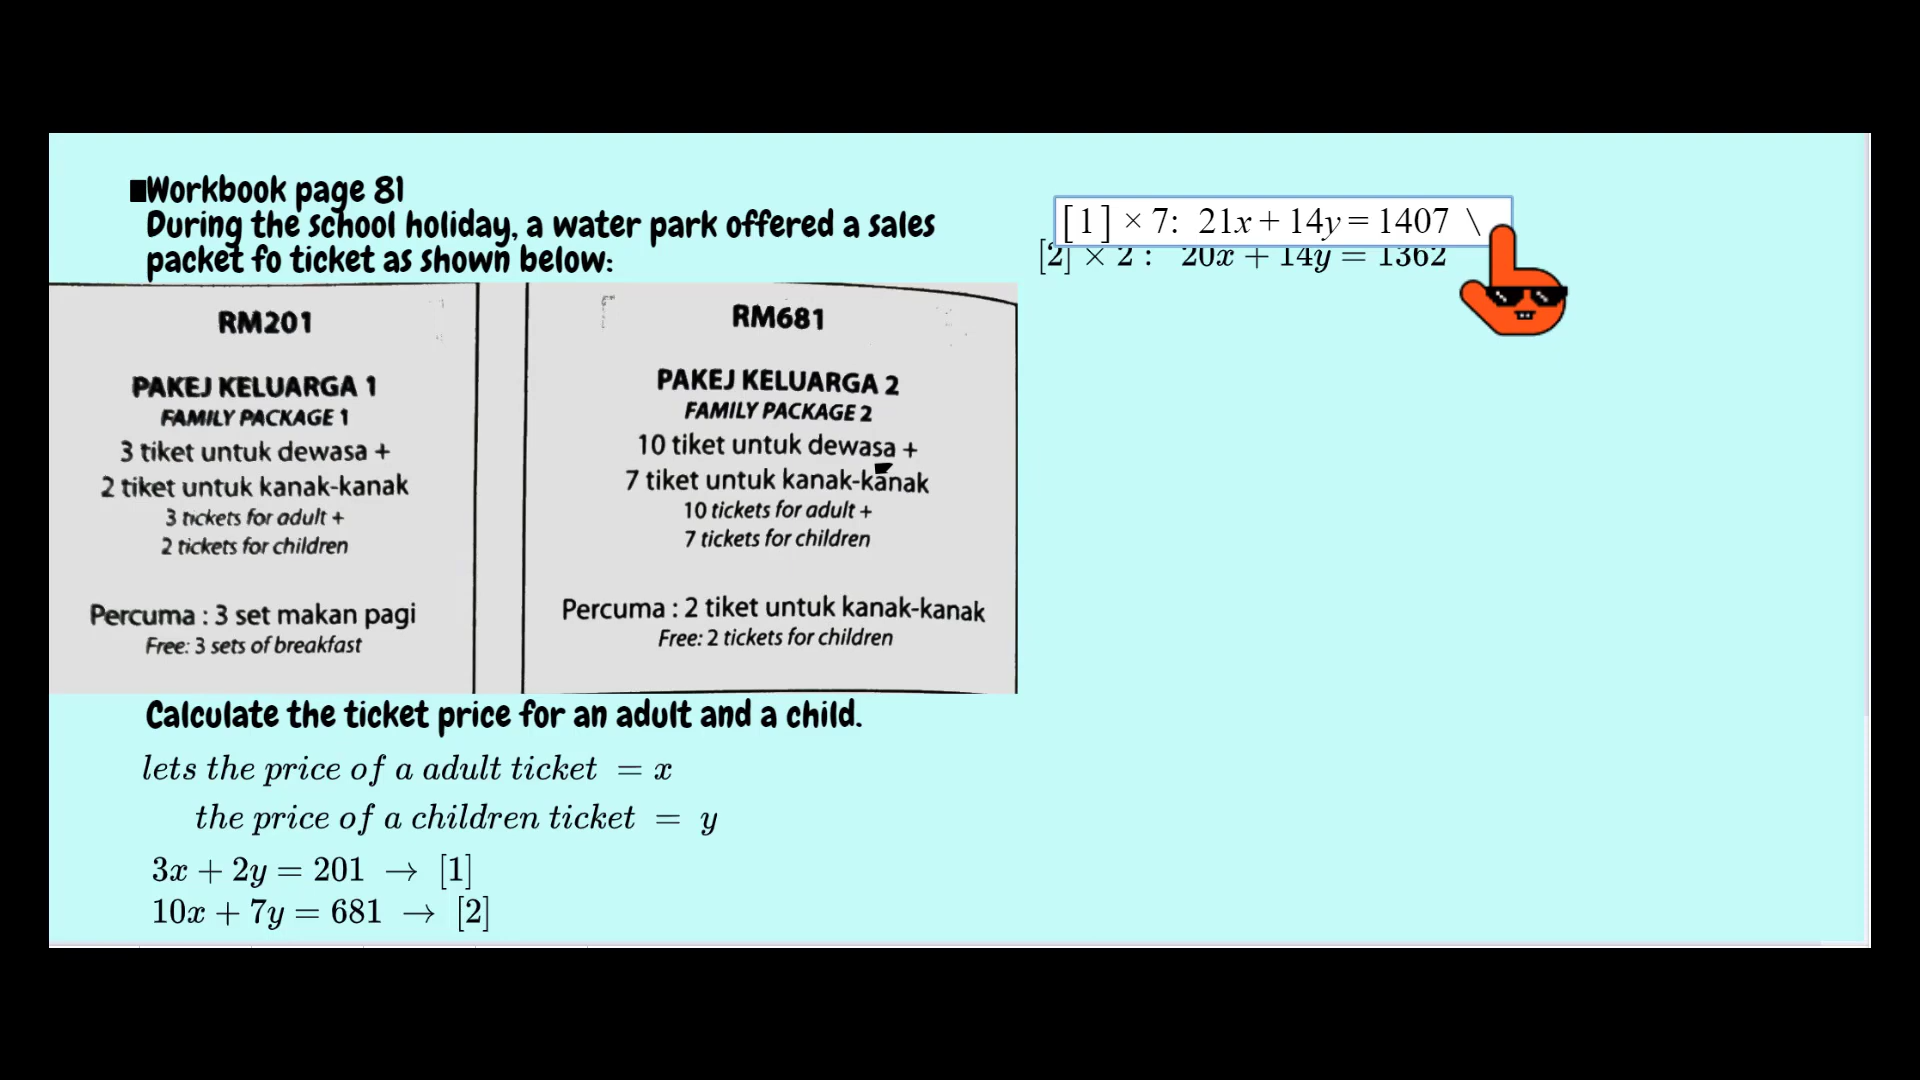 Workbook page 81
During the school holiday, a water park offered a sales
packet fo ticket as shown below:
RM201
PAKEJ KELUARGA 1
FAMILY PACKAGE 1
3 tiket untuk dewasa +
2 tiket untuk kanak-kanak
3 tickets for adult +
2 tickets for children
Percuma : 3 set makan pagi
Free: 3 sets of breakfast
RM681
PAKEJ KELUARGA 2
FAMILY PACKAGE 2
10 tiket untuk dewasa +
7 tiket untuk kanak-kanak
10 tickets for adult +
7 tickets for children
Percuma : 2 tiket untuk kanak-kanak
Free: 2 tickets for children
Calculate the ticket price for an adult and a child.
lets the price of a adult ticket = x
the price of a children ticket = y
3x + 2y = 201 → [1]
10x + 7y = 681 → [2]
[1] × 7: 21x + 14y = 1407 \
[2] × 2 : 20x + 14y = 1362